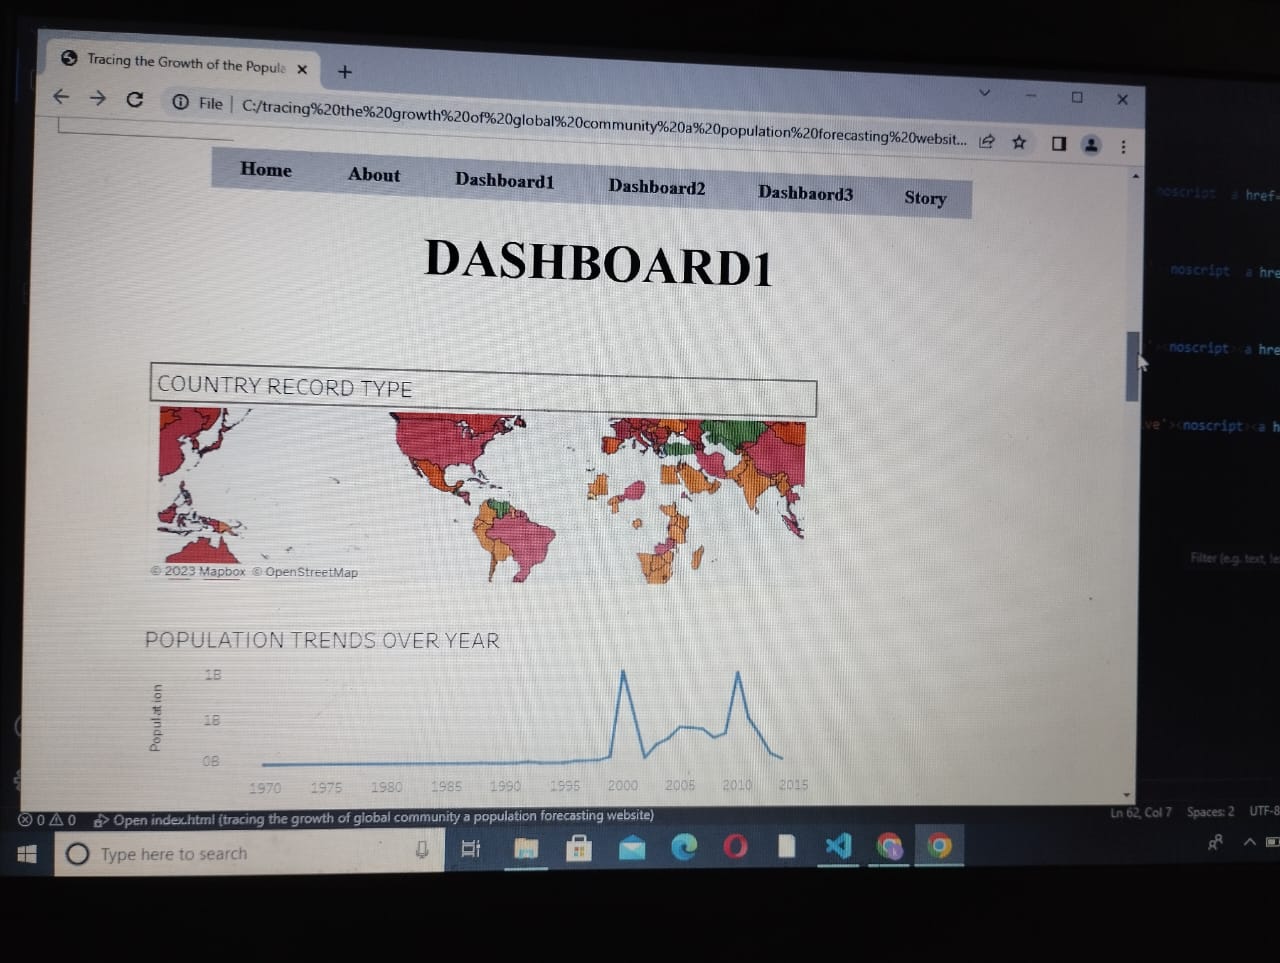 Tracing the Growth of the Popula
File
C:/tracing%20the%20growth%20of%20global%20community%20a%20population%20forecasting%20websit...
Home About Dashboard1 Dashboard2 Dashbaord3 Story
DASHBOARD1
COUNTRY RECORD TYPE
© 2023 Mapbox © OpenStreetMap
POPULATION TRENDS OVER YEAR
Population
1B
1B
0B
1970 1975 1980 1985 1990 1995 2000 2005 2010 2015
noscript a href=
noscript a hre
<noscript><a hre
ve'><noscript><a h
Filter (e.g. text,
0 0 Open index.html (tracing the growth of global community a population forecasting website)
Ln 62, Col 7 Spaces: 2 UTF-8
Type here to search